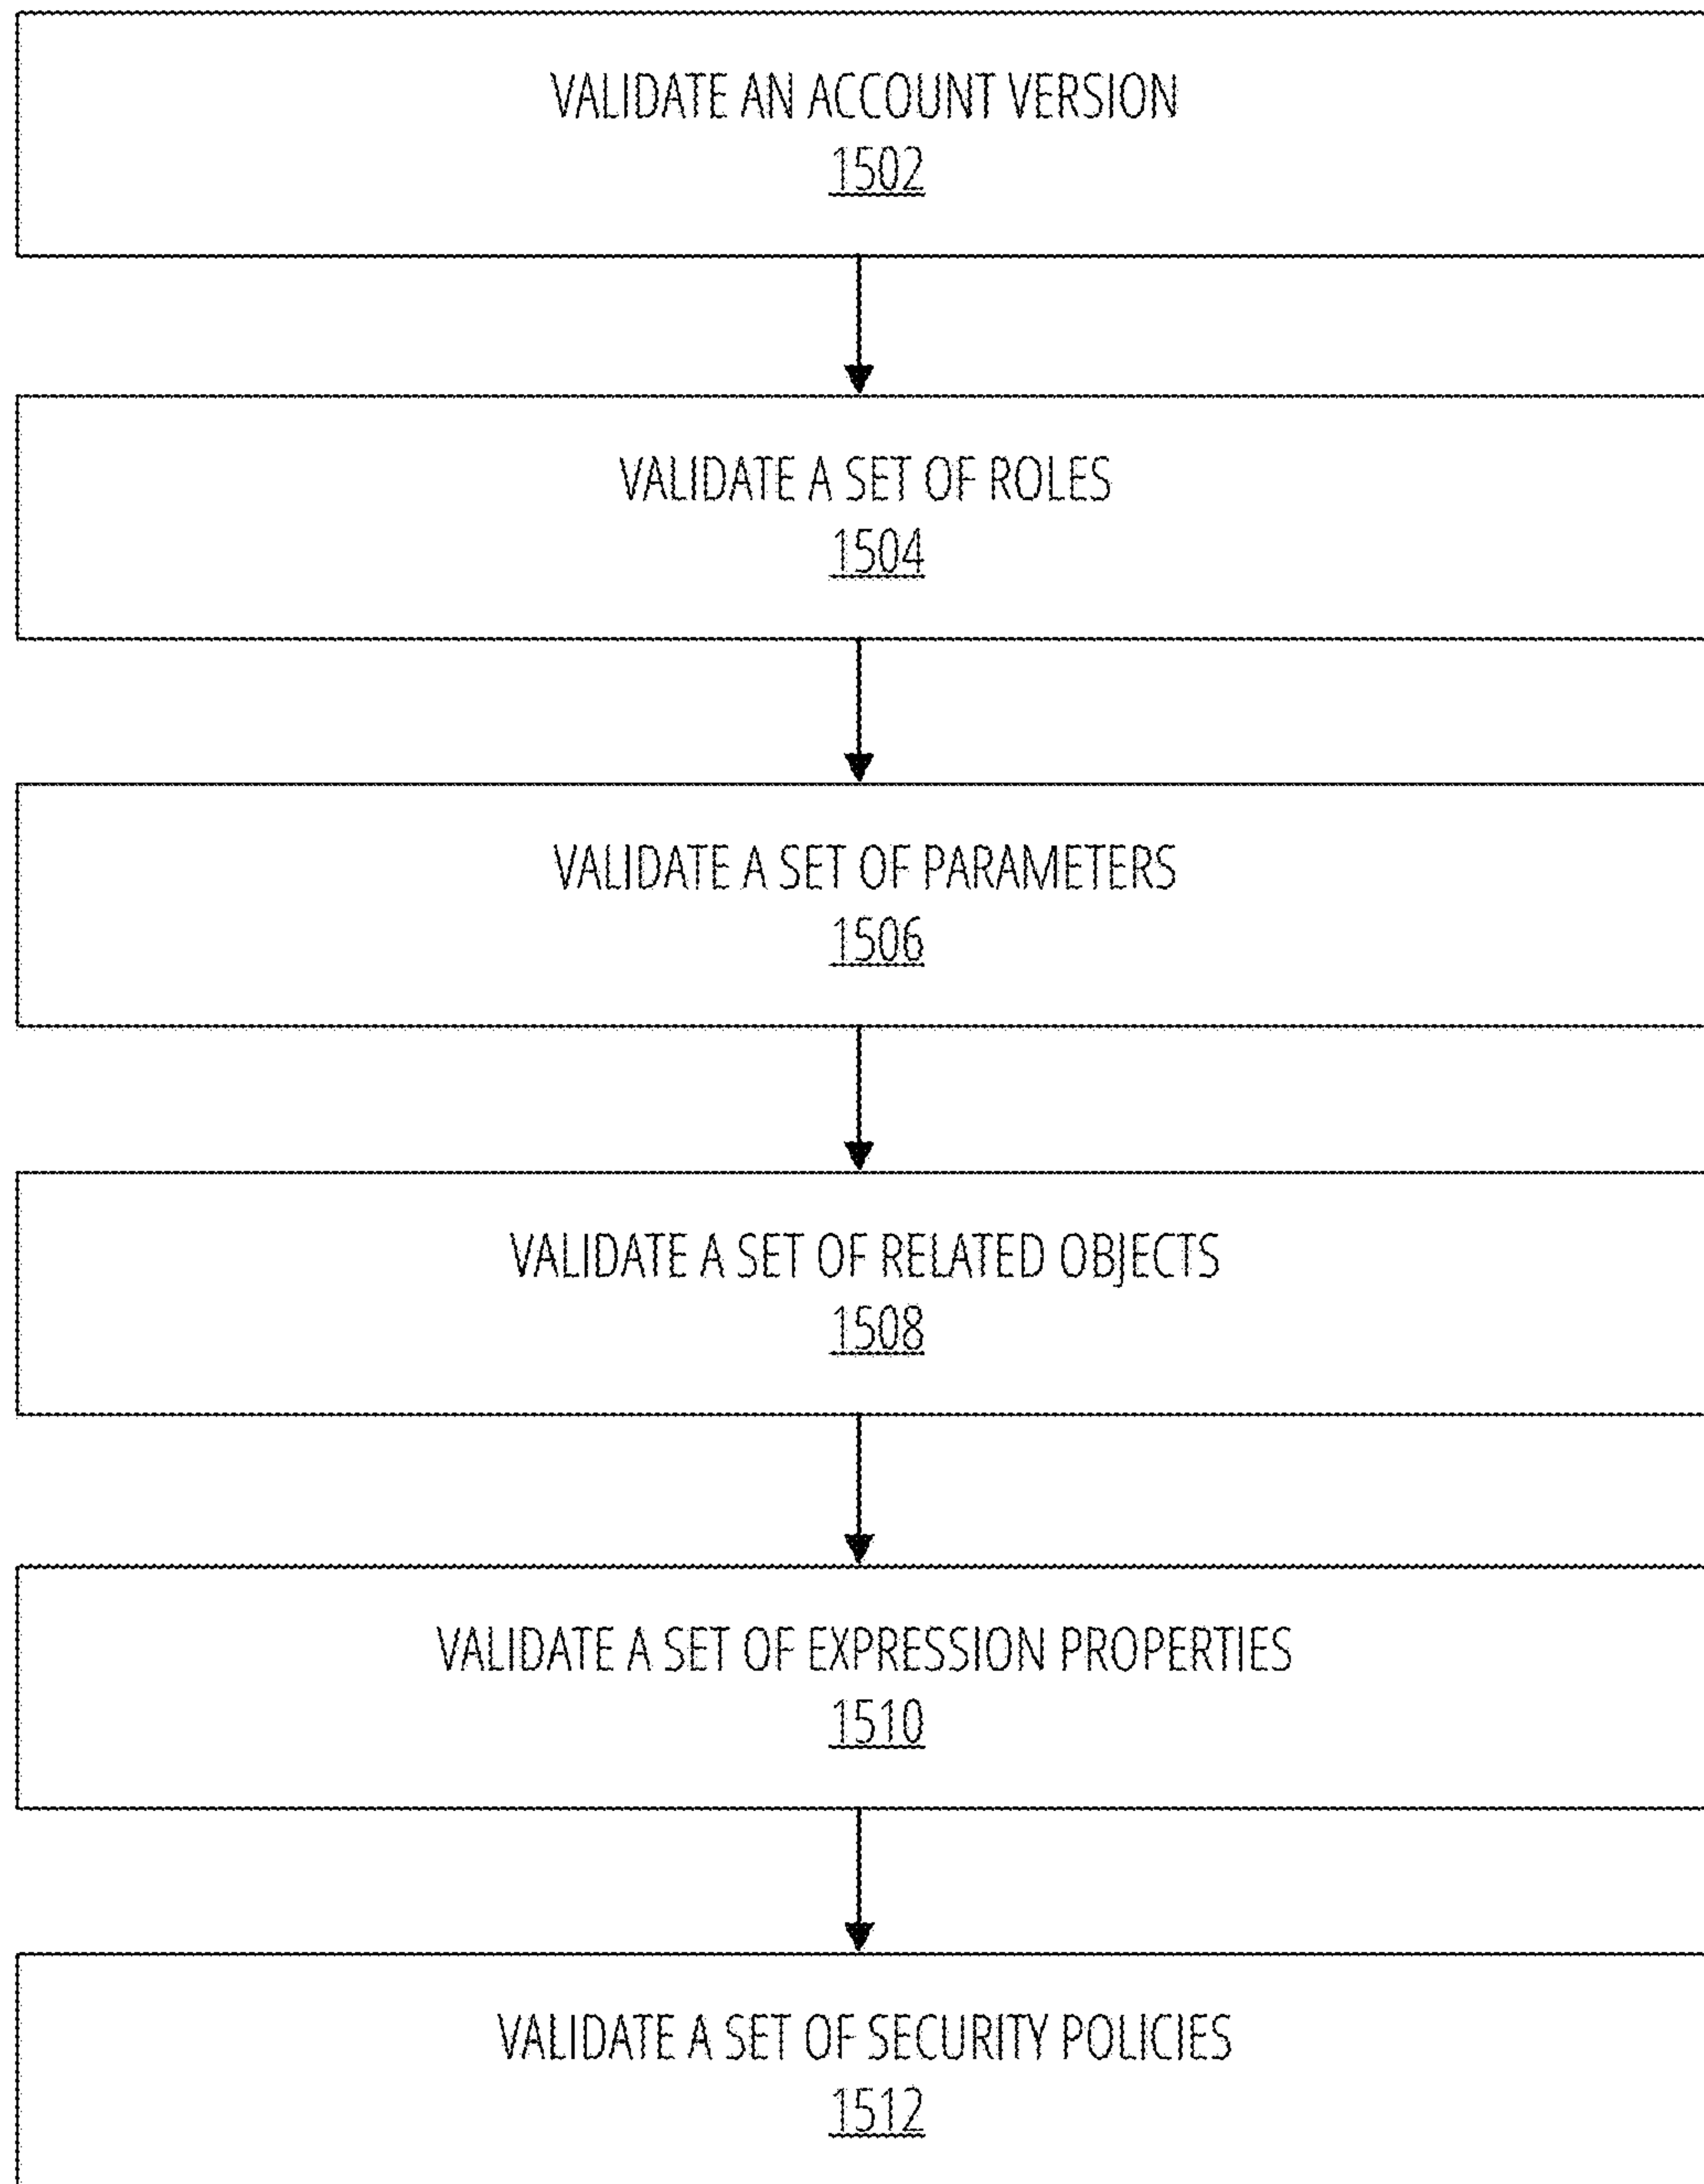 VALIDATE AN ACCOUNT VERSION
1502
VALIDATE A SET OF ROLES
1504
VALIDATE A SET OF PARAMETERS
1506
VALIDATE A SET OF RELATED OBJECTS
1508
VALIDATE A SET OF EXPRESSION PROPERTIES
1510
VALIDATE A SET OF SECURITY POLICIES
1512